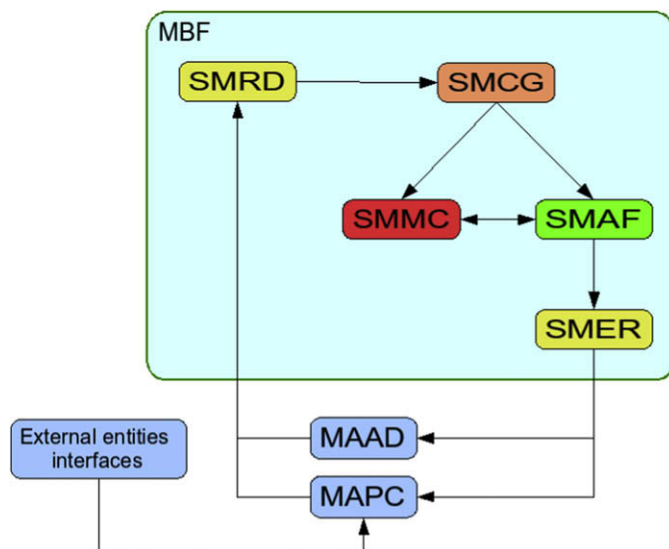 MBF
SMRD
SMCG
SMMC
SMAF
SMER
MAAD
External entities
interfaces
MAPC